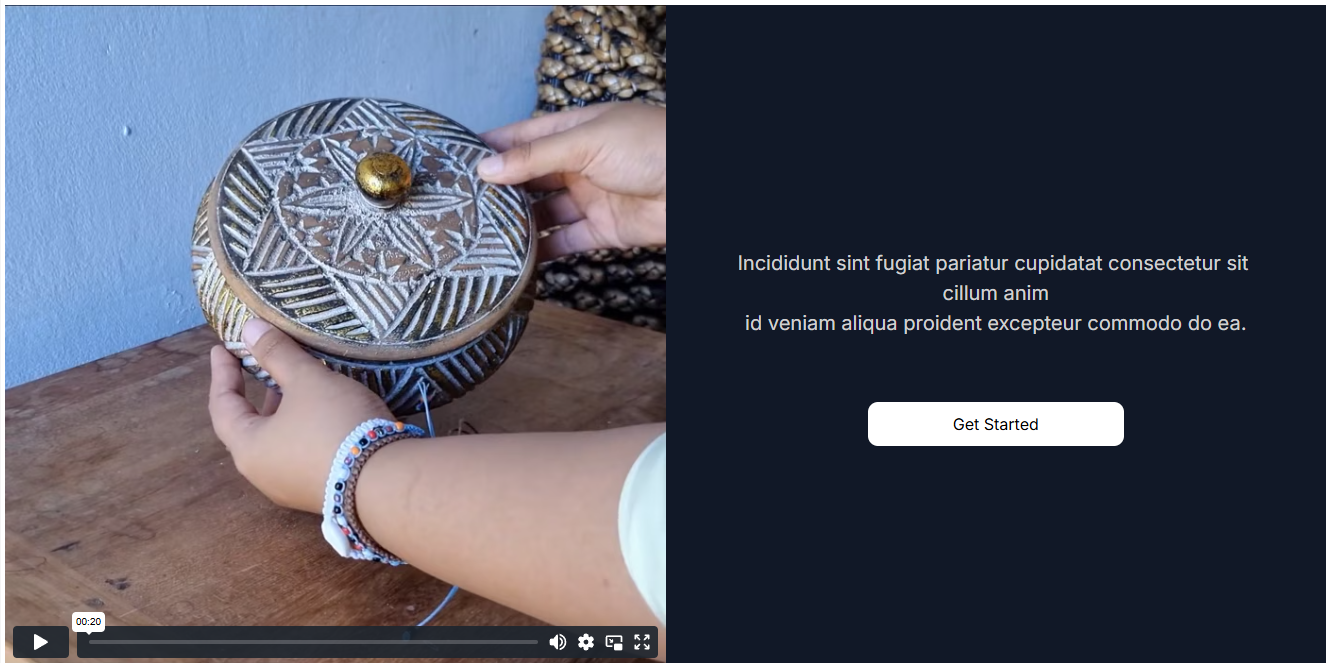 00:20
Incididunt sint fugiat pariatur cupidatat consectetur sit
cillum anim
id veniam aliqua proident excepteur commodo do ea.
Get Started